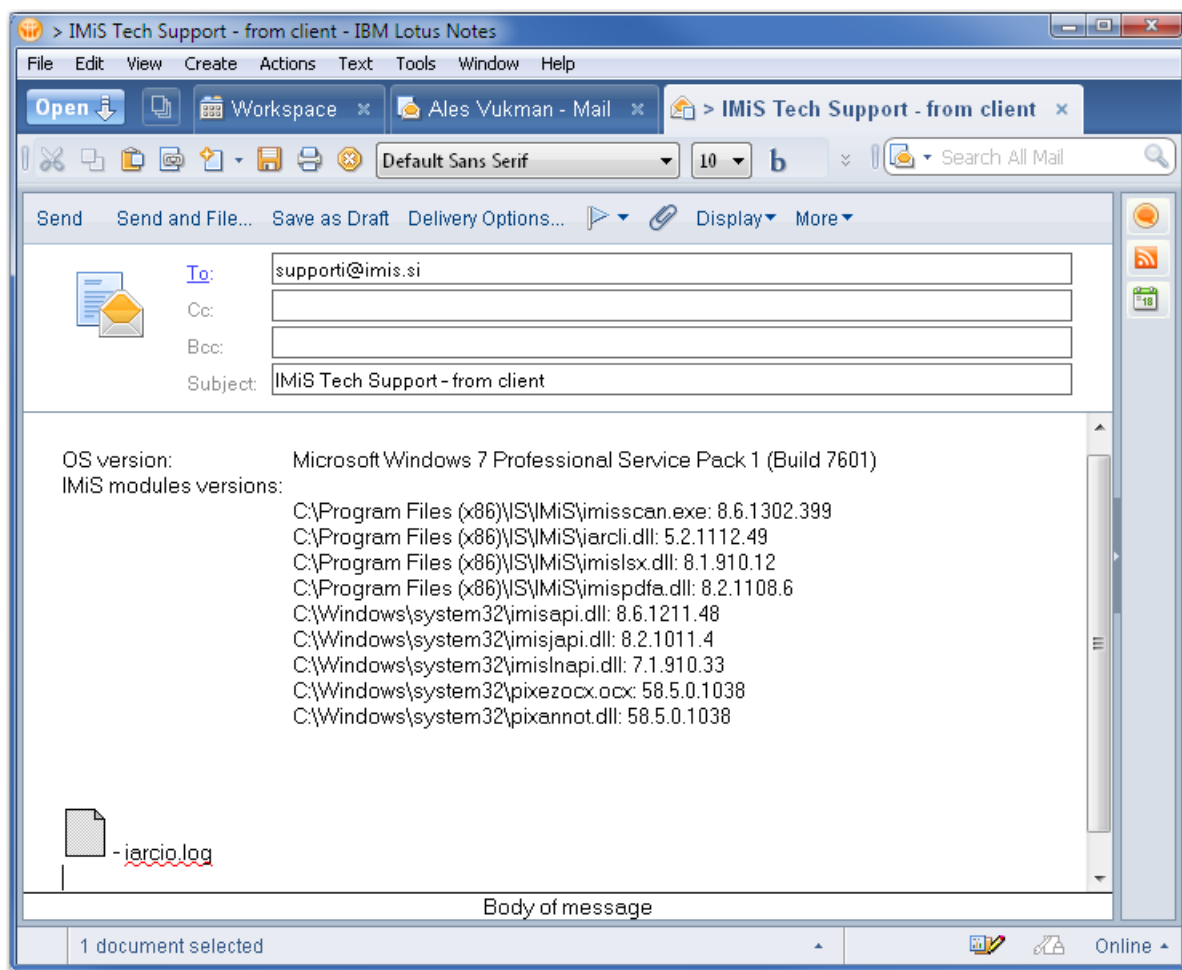 > IMiS Tech Support - from client - IBM Lotus Notes
File Edit View Create Actions Text Tools Window Help
Open Workspace × Ales Vukman - Mail × > IMiS Tech Support - from client ×
Default Sans Serif 10 b Search All Mail
Send Send and File... Save as Draft Delivery Options... Display More
To: supporti@imis.si
Cc:
Bcc:
Subject: IMiS Tech Support - from client
18
OS version: Microsoft Windows 7 Professional Service Pack 1 (Build 7601)
IMiS modules versions:
C:\Program Files (x86)\IS\IMiS\imisscan.exe: 8.6.1302.399
C:\Program Files (x86)\IS\IMiS\iarcli.dll: 5.2.1112.49
C:\Program Files (x86)\IS\IMiS\imislsx.dll: 8.1.910.12
C:\Program Files (x86)\IS\IMiS\imispdfa.dll: 8.2.1108.6
C:\Windows\system32\imisapi.dll: 8.6.1211.48
C:\Windows\system32\imisjapi.dll: 8.2.1011.4
C:\Windows\system32\imislnapi.dll: 7.1.910.33
C:\Windows\system32\pixezocx.ocx: 58.5.0.1038
C:\Windows\system32\pixannot.dll: 58.5.0.1038
- iarcio.log
Body of message
1 document selected Online